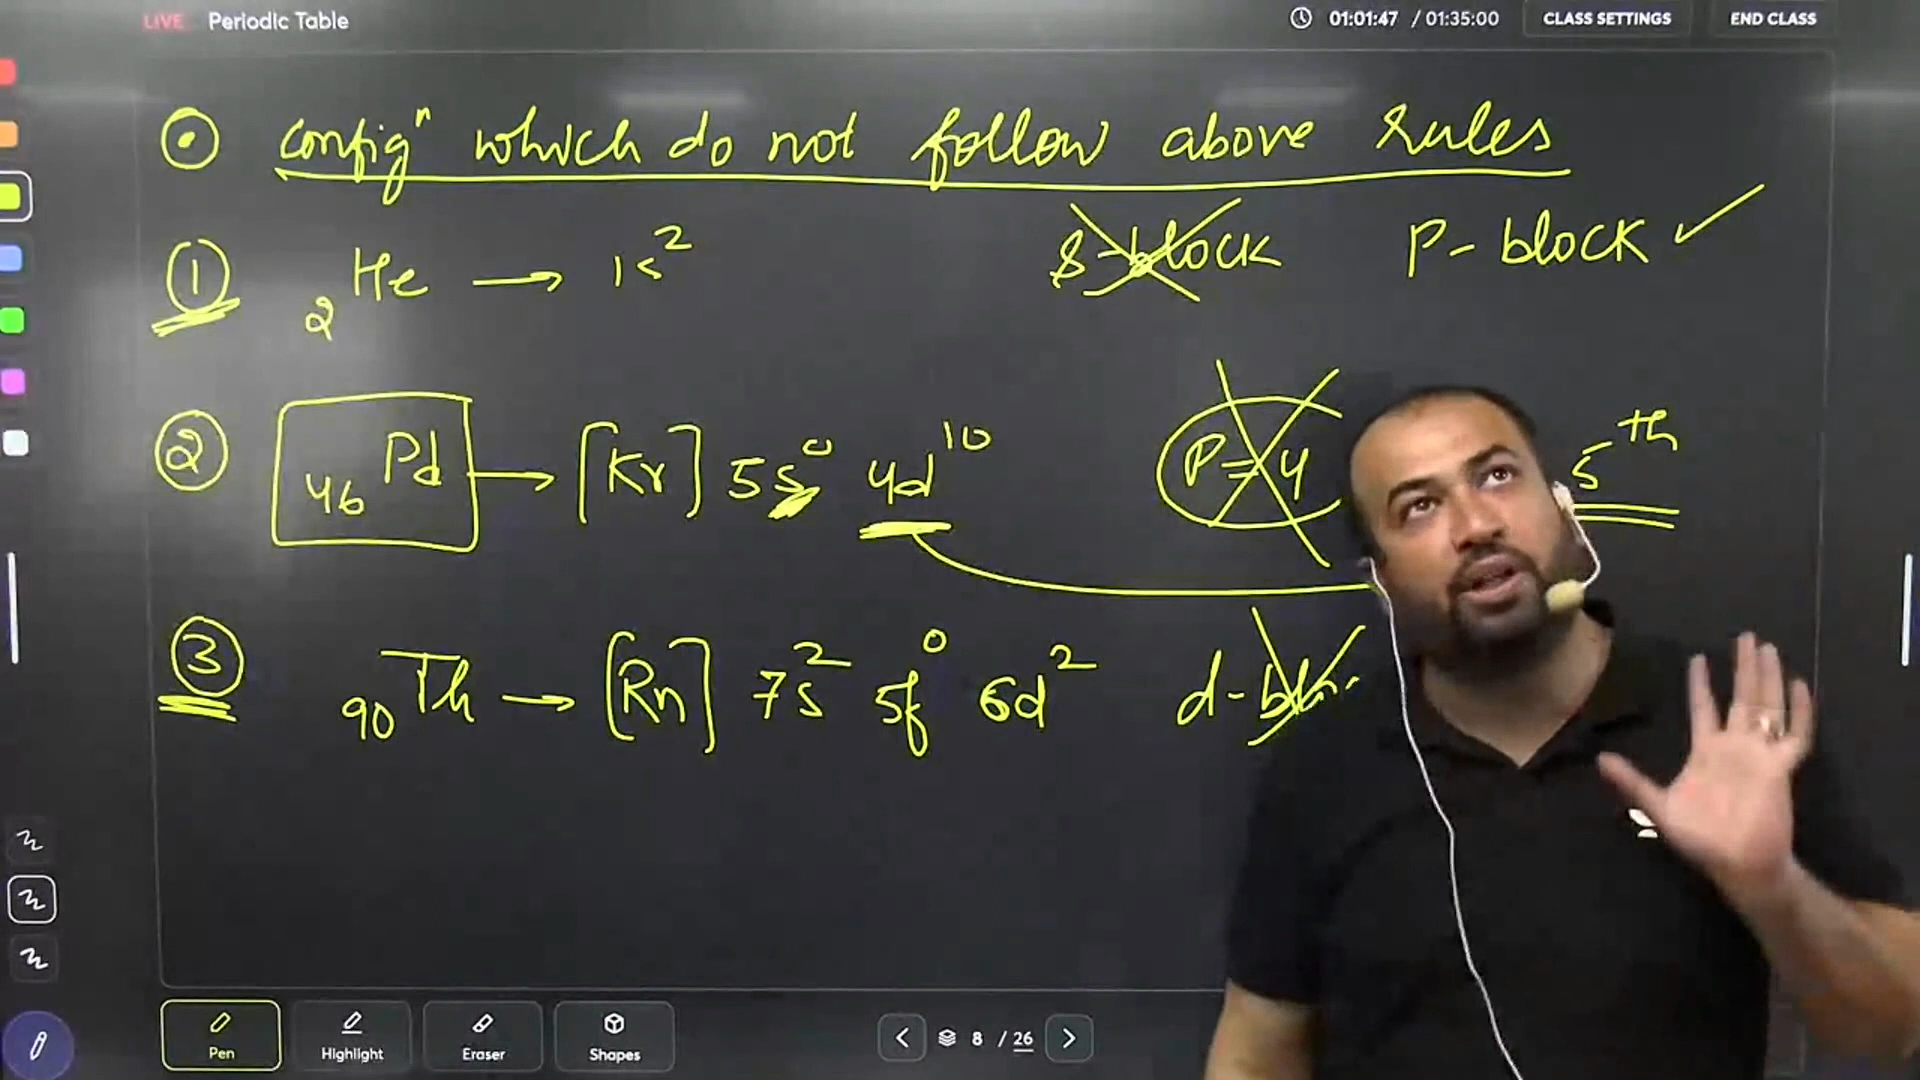 LIVE Periodic Table 01:01:47 / 01:35:00 CLASS SETTINGS END CLASS
configⁿ which do not follow above rules
① ₂He → 1s² s-block P-block ✓
② ₄₆Pd → [Kr] 5s⁰ 4d¹⁰ P=4 5th
③ ₉₀Th → [Rn] 7s² 5f⁰ 6d² d-
Pen Highlight Eraser Shapes 8 / 26